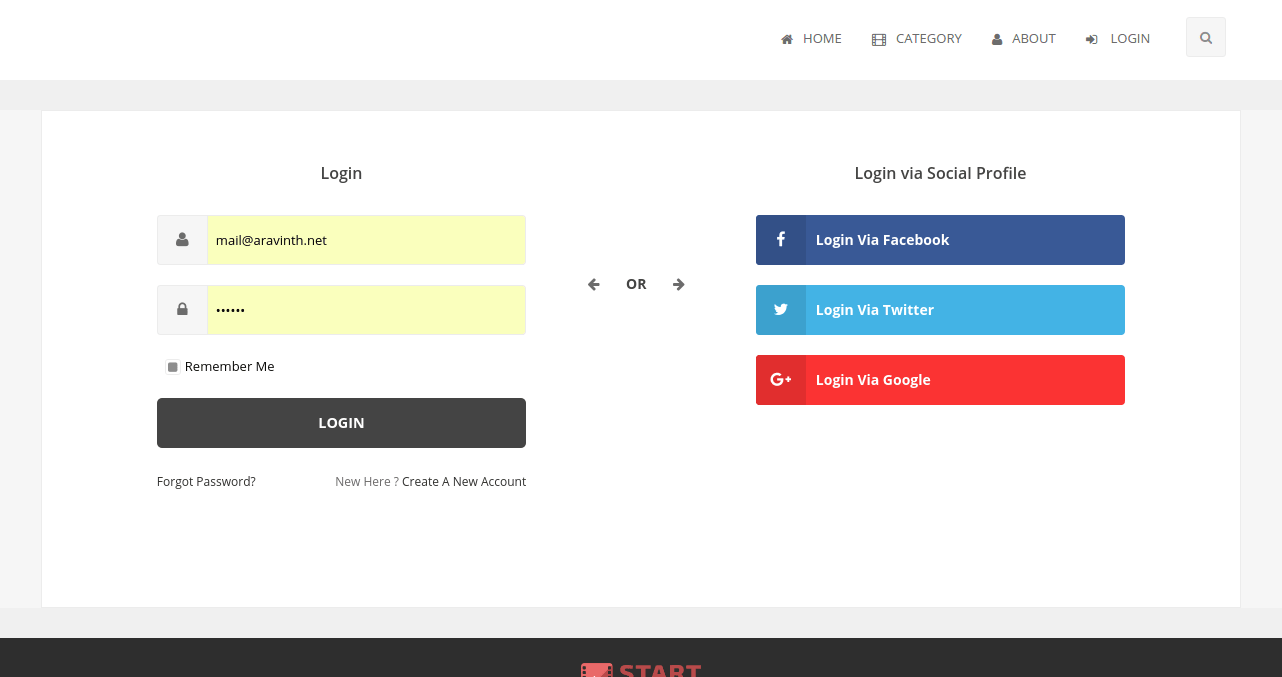 HOME CATEGORY ABOUT LOGIN
Login
mail@aravinth.net
••••••
Remember Me
LOGIN
Forgot Password? New Here ? Create A New Account
OR
Login via Social Profile
Login Via Facebook
Login Via Twitter
Login Via Google
START